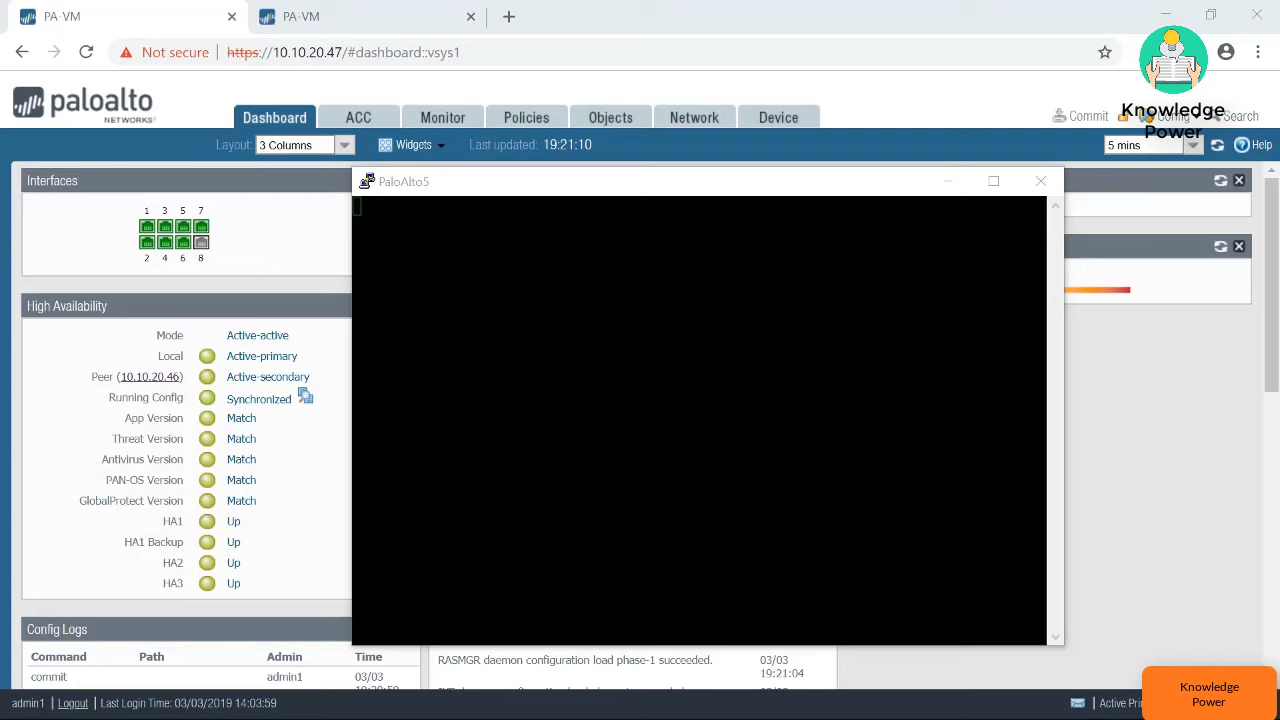 PA-VM
PA-VM
Not secure
https://10.10.20.47/#dashboard::vsys1
Knowledge
Power
paloalto
NETWORKS
Dashboard
ACC
Monitor
Policies
Objects
Network
Device
Commit
Config
Search
Layout:
3 Columns
Widgets
Last updated:
19:21:10
5 mins
Help
Interfaces
1 3 5 7
2 4 6 8
PaloAlto5
High Availability
Mode Active-active
Local Active-primary
Peer (10.10.20.46) Active-secondary
Running Config Synchronized
App Version Match
Threat Version Match
Antivirus Version Match
PAN-OS Version Match
GlobalProtect Version Match
HA1 Up
HA1 Backup Up
HA2 Up
HA3 Up
Config Logs
Command Path Admin Time
commit admin1 03/03
RASMGR daemon configuration load phase-1 succeeded.
03/03
19:21:04
admin1
Logout
Last Login Time: 03/03/2019 14:03:59
Active
Knowledge
Power